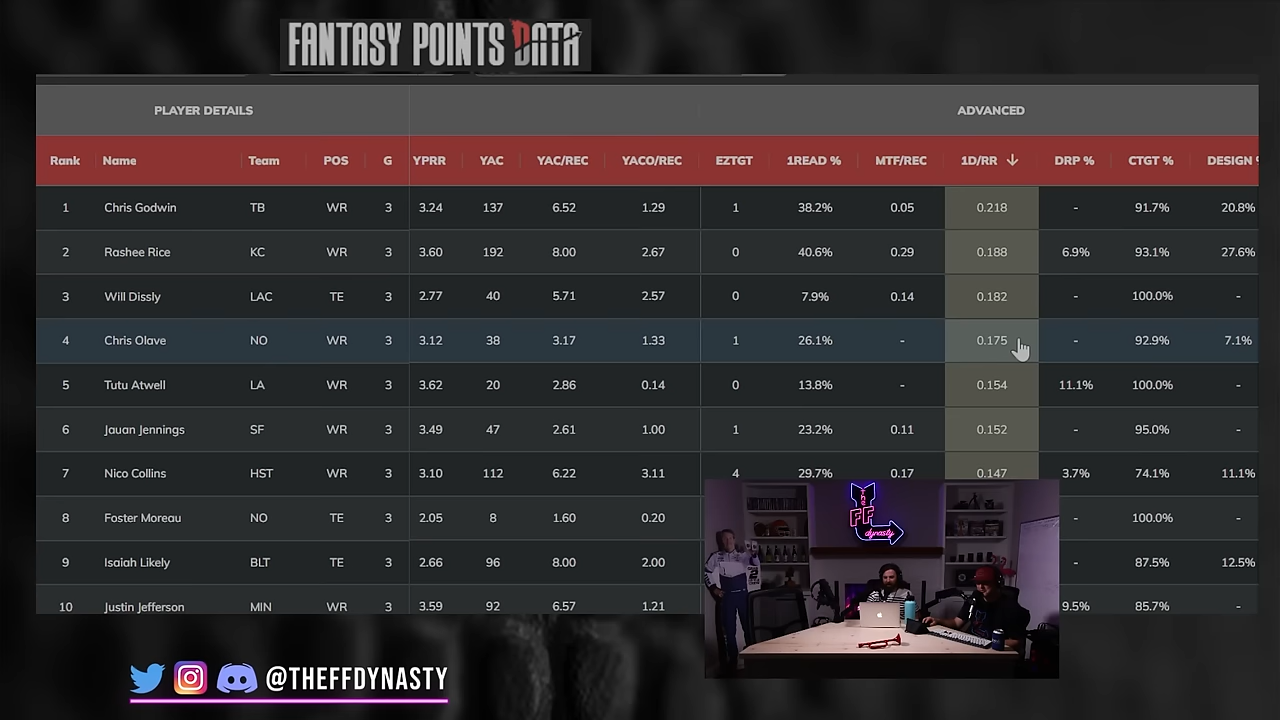 FANTASY POINTS DATA
PLAYER DETAILS ADVANCED
Rank Name Team POS G YPRR YAC YAC/REC YACO/REC EZTGT 1READ % MTF/REC 1D/RR DRP % CTGT % DESIGN
1 Chris Godwin TB WR 3 3.24 137 6.52 1.29 1 38.2% 0.05 0.218 - 91.7% 20.8%
2 Rashee Rice KC WR 3 3.60 192 8.00 2.67 0 40.6% 0.29 0.188 6.9% 93.1% 27.6%
3 Will Dissly LAC TE 3 2.77 40 5.71 2.57 0 7.9% 0.14 0.182 - 100.0% -
4 Chris Olave NO WR 3 3.12 38 3.17 1.33 1 26.1% - 0.175 - 92.9% 7.1%
5 Tutu Atwell LA WR 3 3.62 20 2.86 0.14 0 13.8% - 0.154 11.1% 100.0% -
6 Jauan Jennings SF WR 3 3.49 47 2.61 1.00 1 23.2% 0.11 0.152 - 95.0% -
7 Nico Collins HST WR 3 3.10 112 6.22 3.11 4 29.7% 0.17 0.147 3.7% 74.1% 11.1%
8 Foster Moreau NO TE 3 2.05 8 1.60 0.20 - 100.0% -
9 Isaiah Likely BLT TE 3 2.66 96 8.00 2.00 - 87.5% 12.5%
10 Justin Jefferson MIN WR 3 3.59 92 6.57 1.21 9.5% 85.7% -
The
FF
dynasty
@THEFFDYNASTY